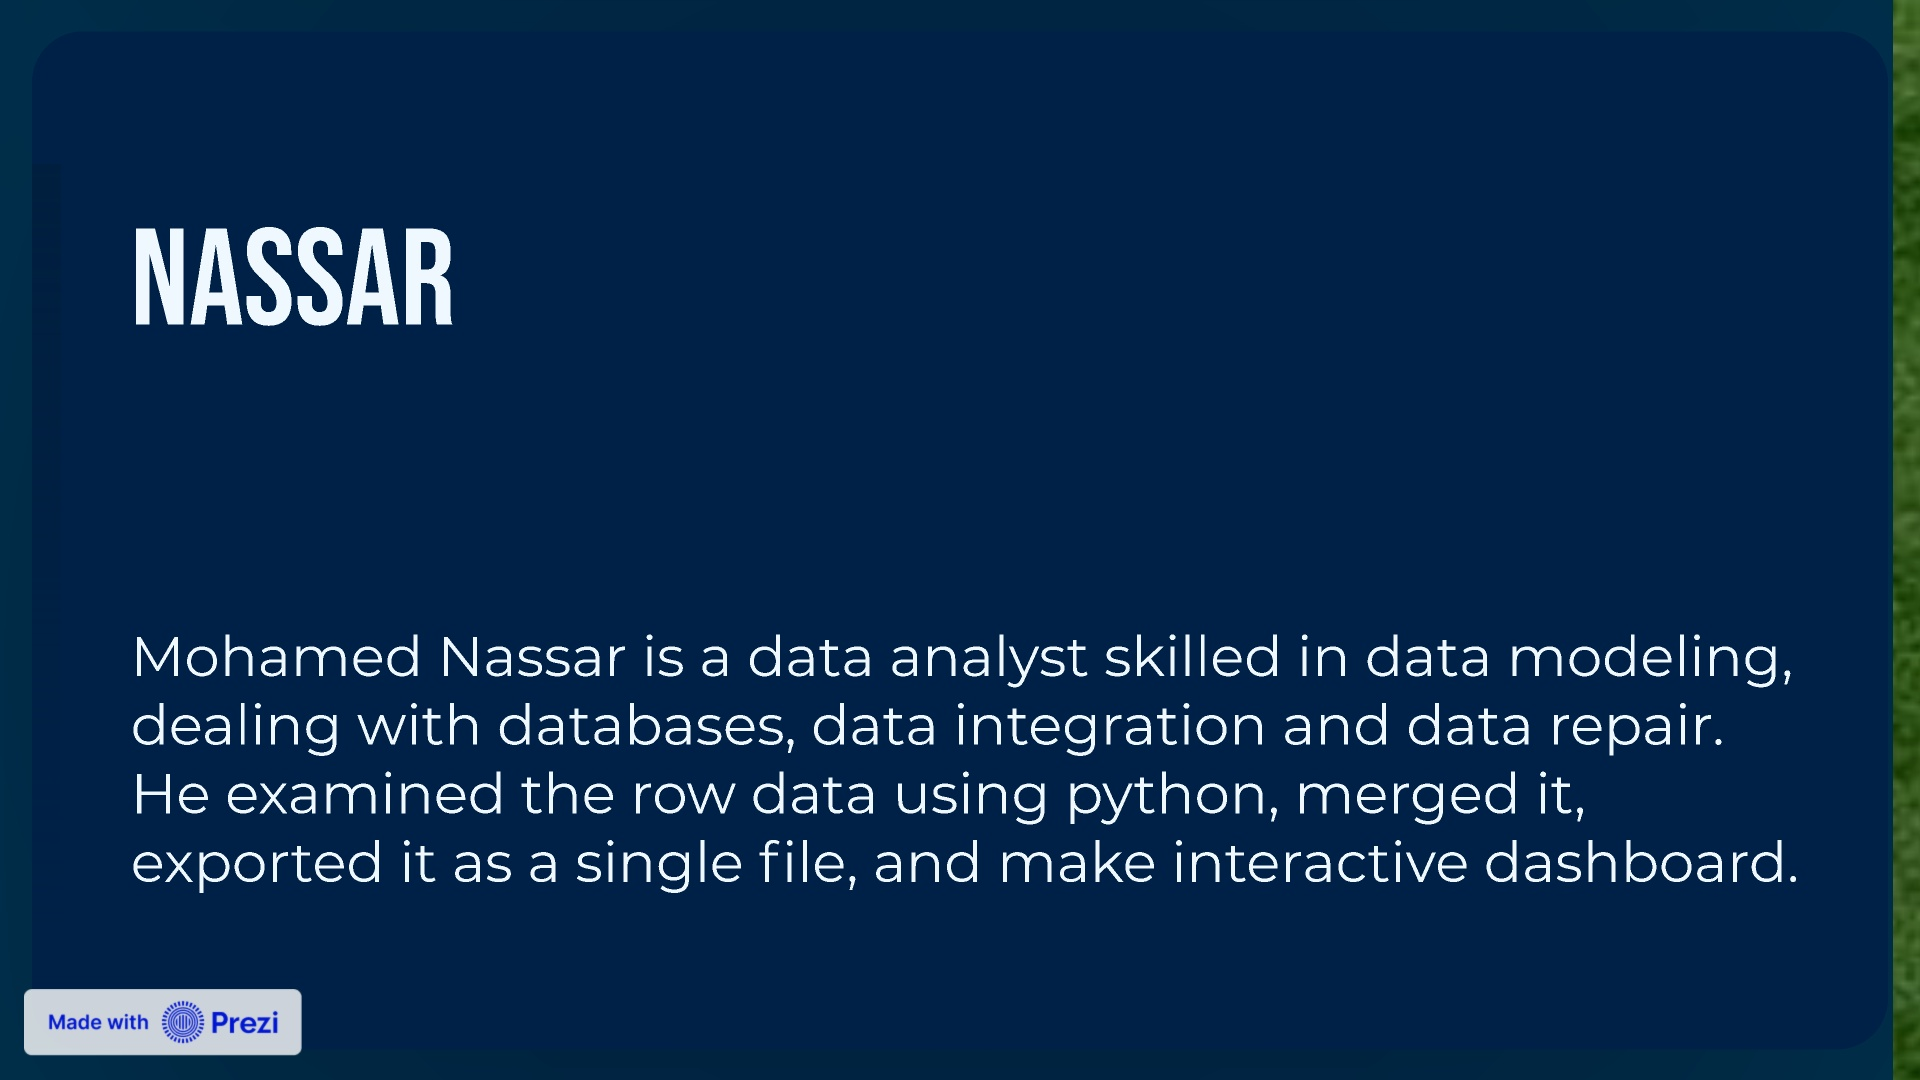 NASSAR
Mohamed Nassar is a data analyst skilled in data modeling,
dealing with databases, data integration and data repair.
He examined the row data using python, merged it,
exported it as a single file, and make interactive dashboard.
Made with Prezi